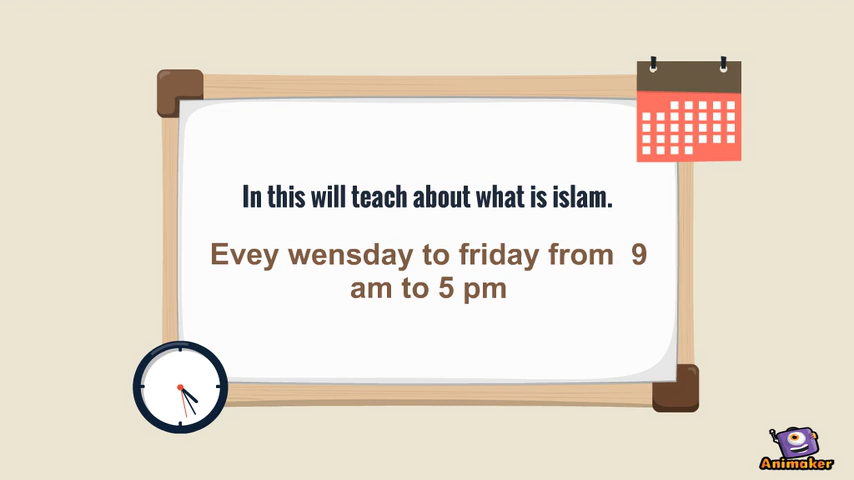 In this will teach about what is islam.
Evey wensday to friday from  9
am to 5 pm
Animaker